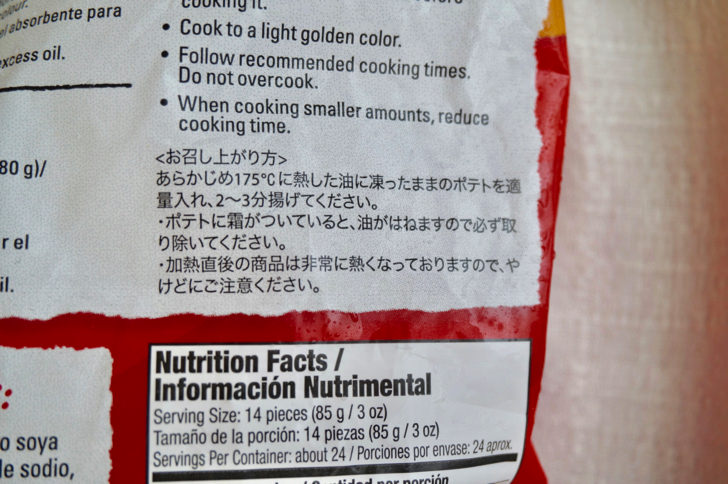 el absorbente para
excess oil.
80 g)/
r el
il.
cooking it.
• Cook to a light golden color.
• Follow recommended cooking times.
Do not overcook.
• When cooking smaller amounts, reduce
cooking time.
<お召し上がり方>
あらかじめ175℃に熱した油に凍ったままのポテトを適
量入れ、2〜3分揚げてください。
・ポテトに霜がついていると、油がはねますので必ず取
り除いてください。
・加熱直後の商品は非常に熱くなっておりますので、や
けどにご注意ください。
o soya
de sodio,
Nutrition Facts /
Información Nutrimental
Serving Size: 14 pieces (85 g / 3 oz)
Tamaño de la porción: 14 piezas (85 g / 3 oz)
Servings Per Container: about 24 / Porciones por envase: 24 aprox.
/ Cantidad por porción